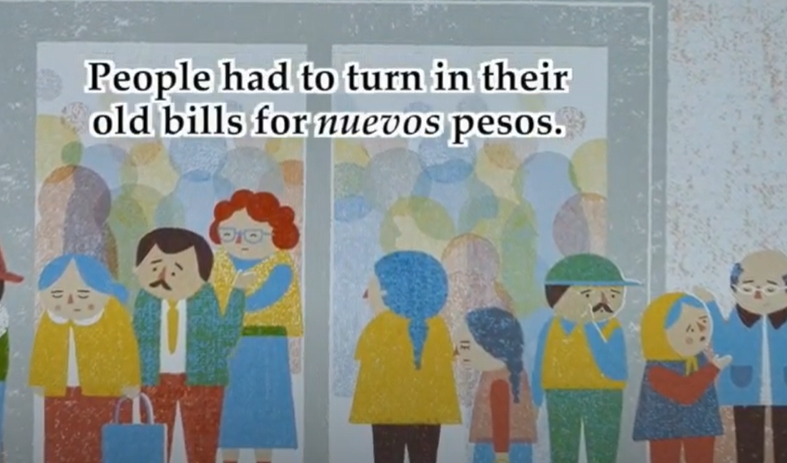 People had to turn in their
old bills for nuevos pesos.